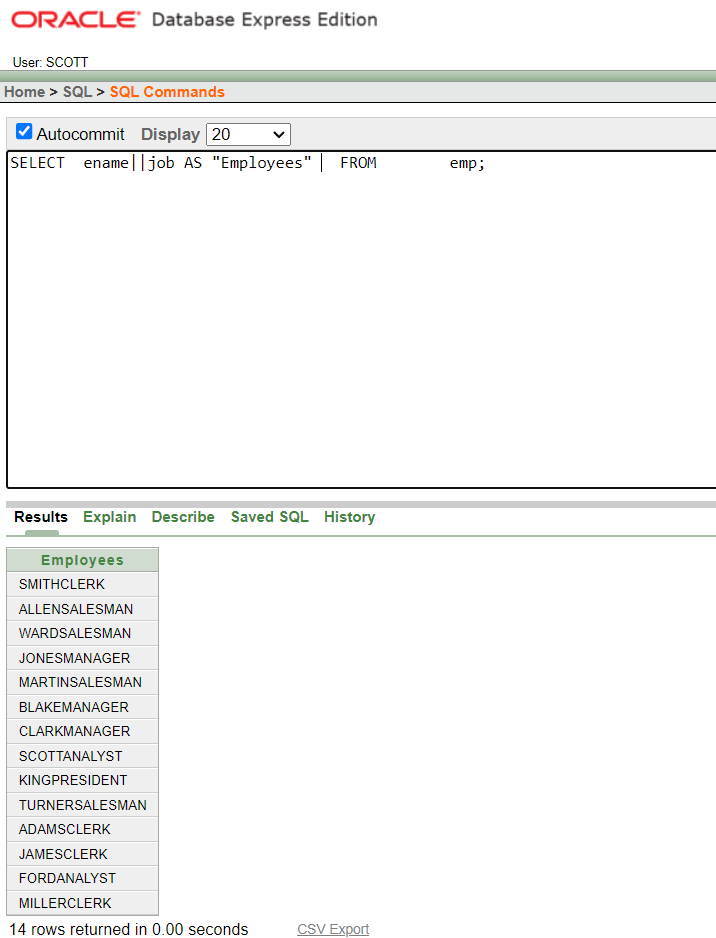 ORACLE® Database Express Edition
User: SCOTT
Home > SQL > SQL Commands
Autocommit Display 20
SELECT ename||job AS "Employees" | FROM emp;
Results Explain Describe Saved SQL History
Employees
SMITHCLERK
ALLENSALESMAN
WARDSALESMAN
JONESMANAGER
MARTINSALESMAN
BLAKEMANAGER
CLARKMANAGER
SCOTTANALYST
KINGPRESIDENT
TURNERSALESMAN
ADAMSCLERK
JAMESCLERK
FORDANALYST
MILLERCLERK
14 rows returned in 0.00 seconds CSV Export